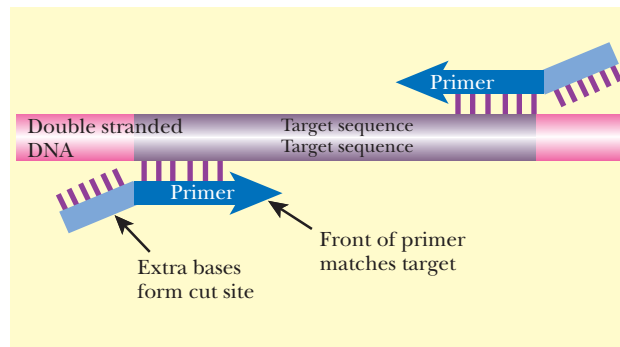 Primer
Double stranded
DNA
Target sequence
Target sequence
Primer
Front of primer
matches target
Extra bases
form cut site